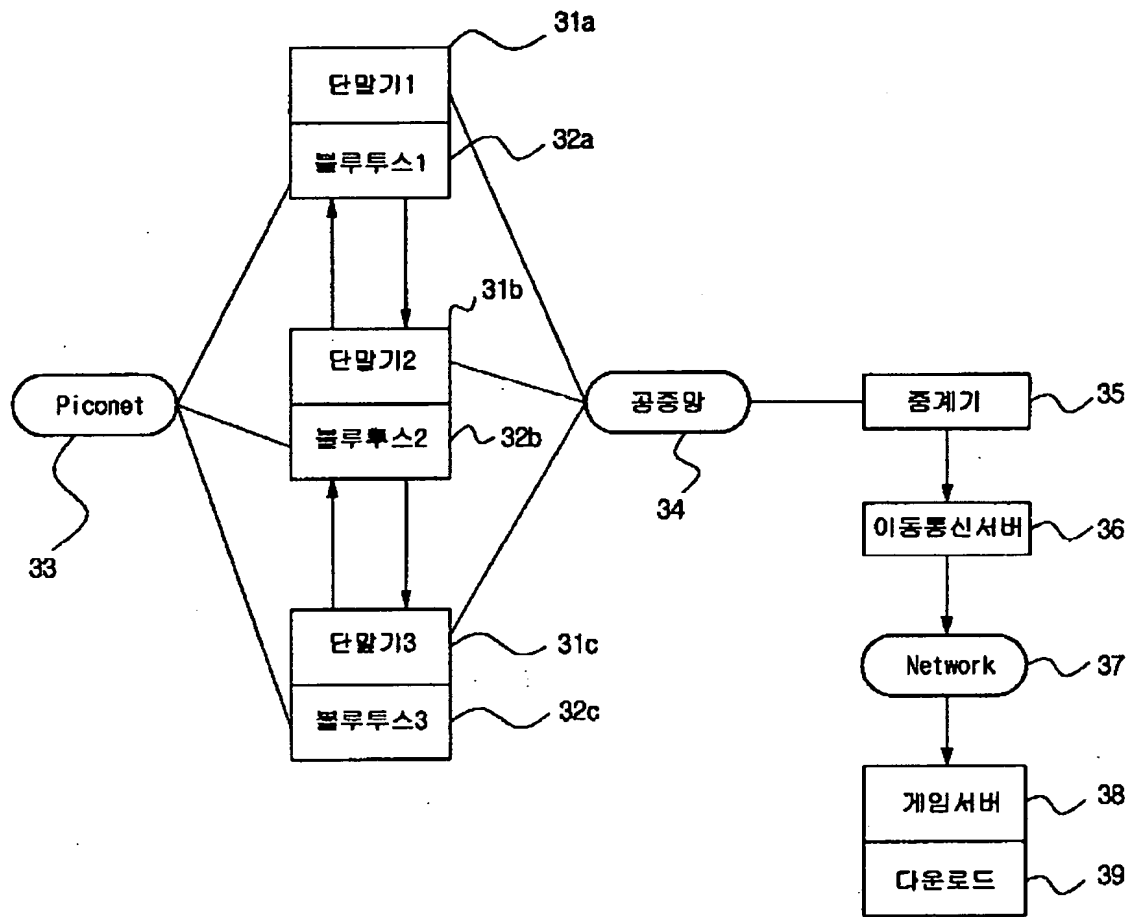 31a
단말기1
블루투스1
32a
31b
단말기2
블루투스2
32b
Piconet
33
공중망
34
중계기
35
이동통신서버
36
단말기3
31c
블루투스3
32c
Network
37
게임서버
38
다운로드
39